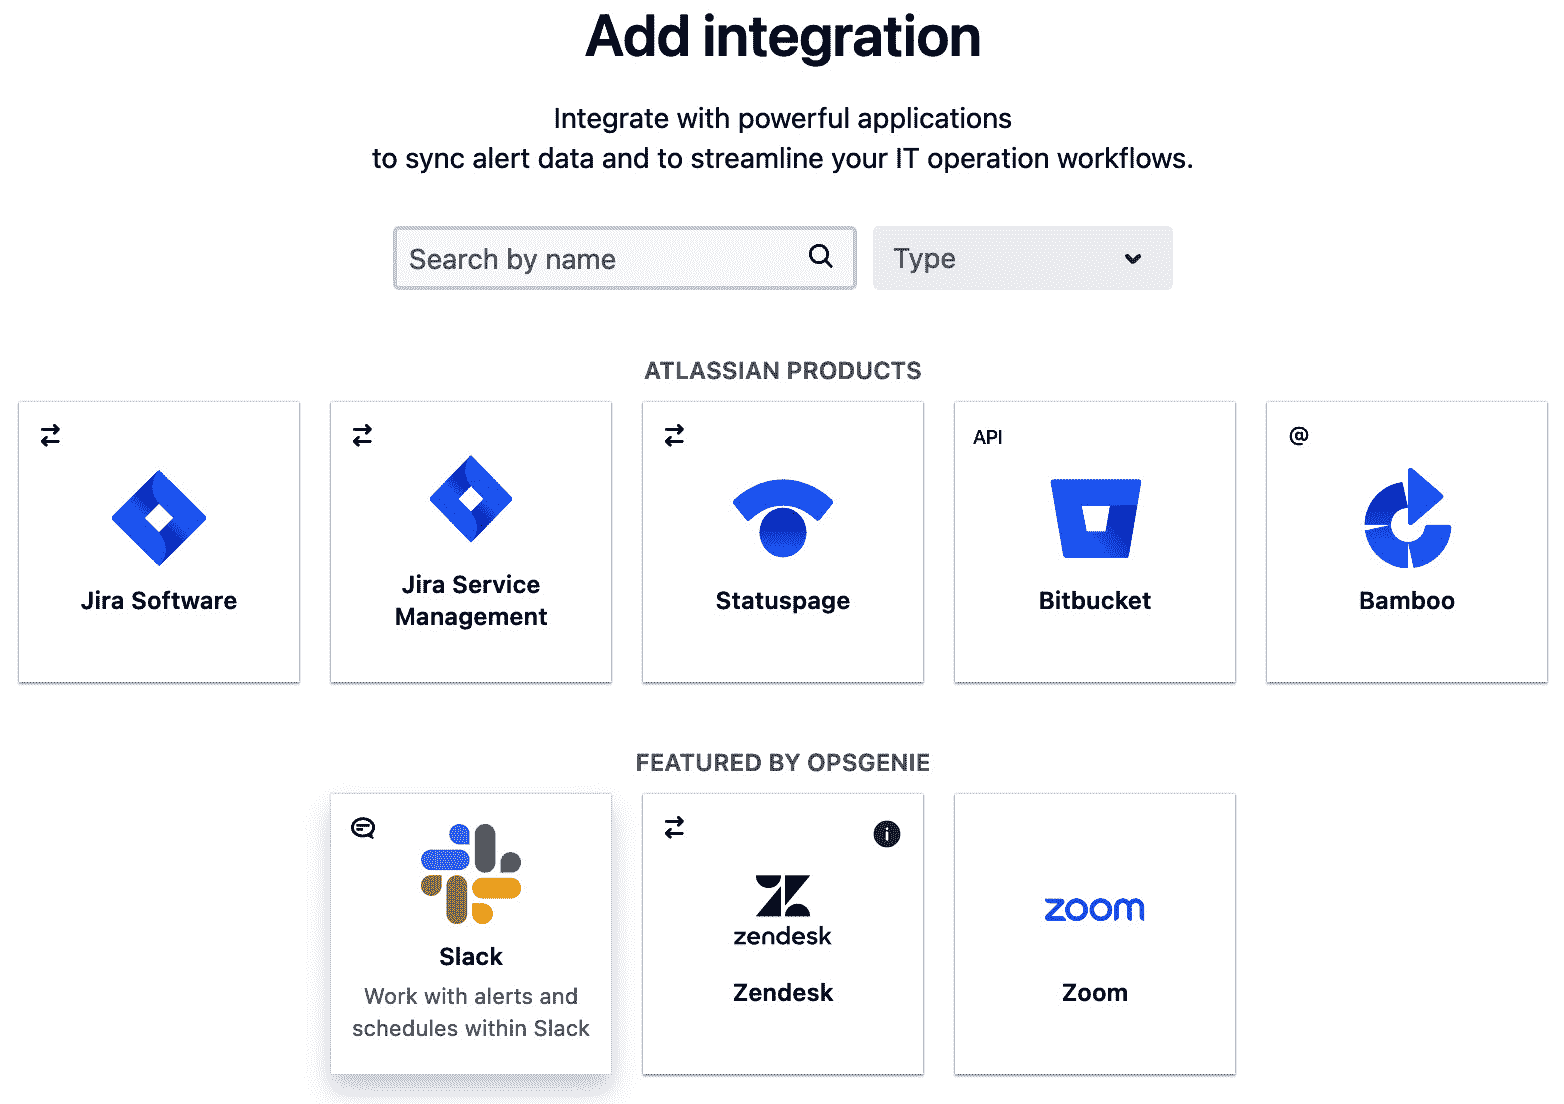 Add integration
Integrate with powerful applications
to sync alert data and to streamline your IT operation workflows.
Search by name
Type
ATLASSIAN PRODUCTS
Jira Software
Jira Service
Management
Statuspage
API
Bitbucket
@
Bamboo
FEATURED BY OPSGENIE
Slack
Work with alerts and
schedules within Slack
zendesk
Zendesk
zoom
Zoom